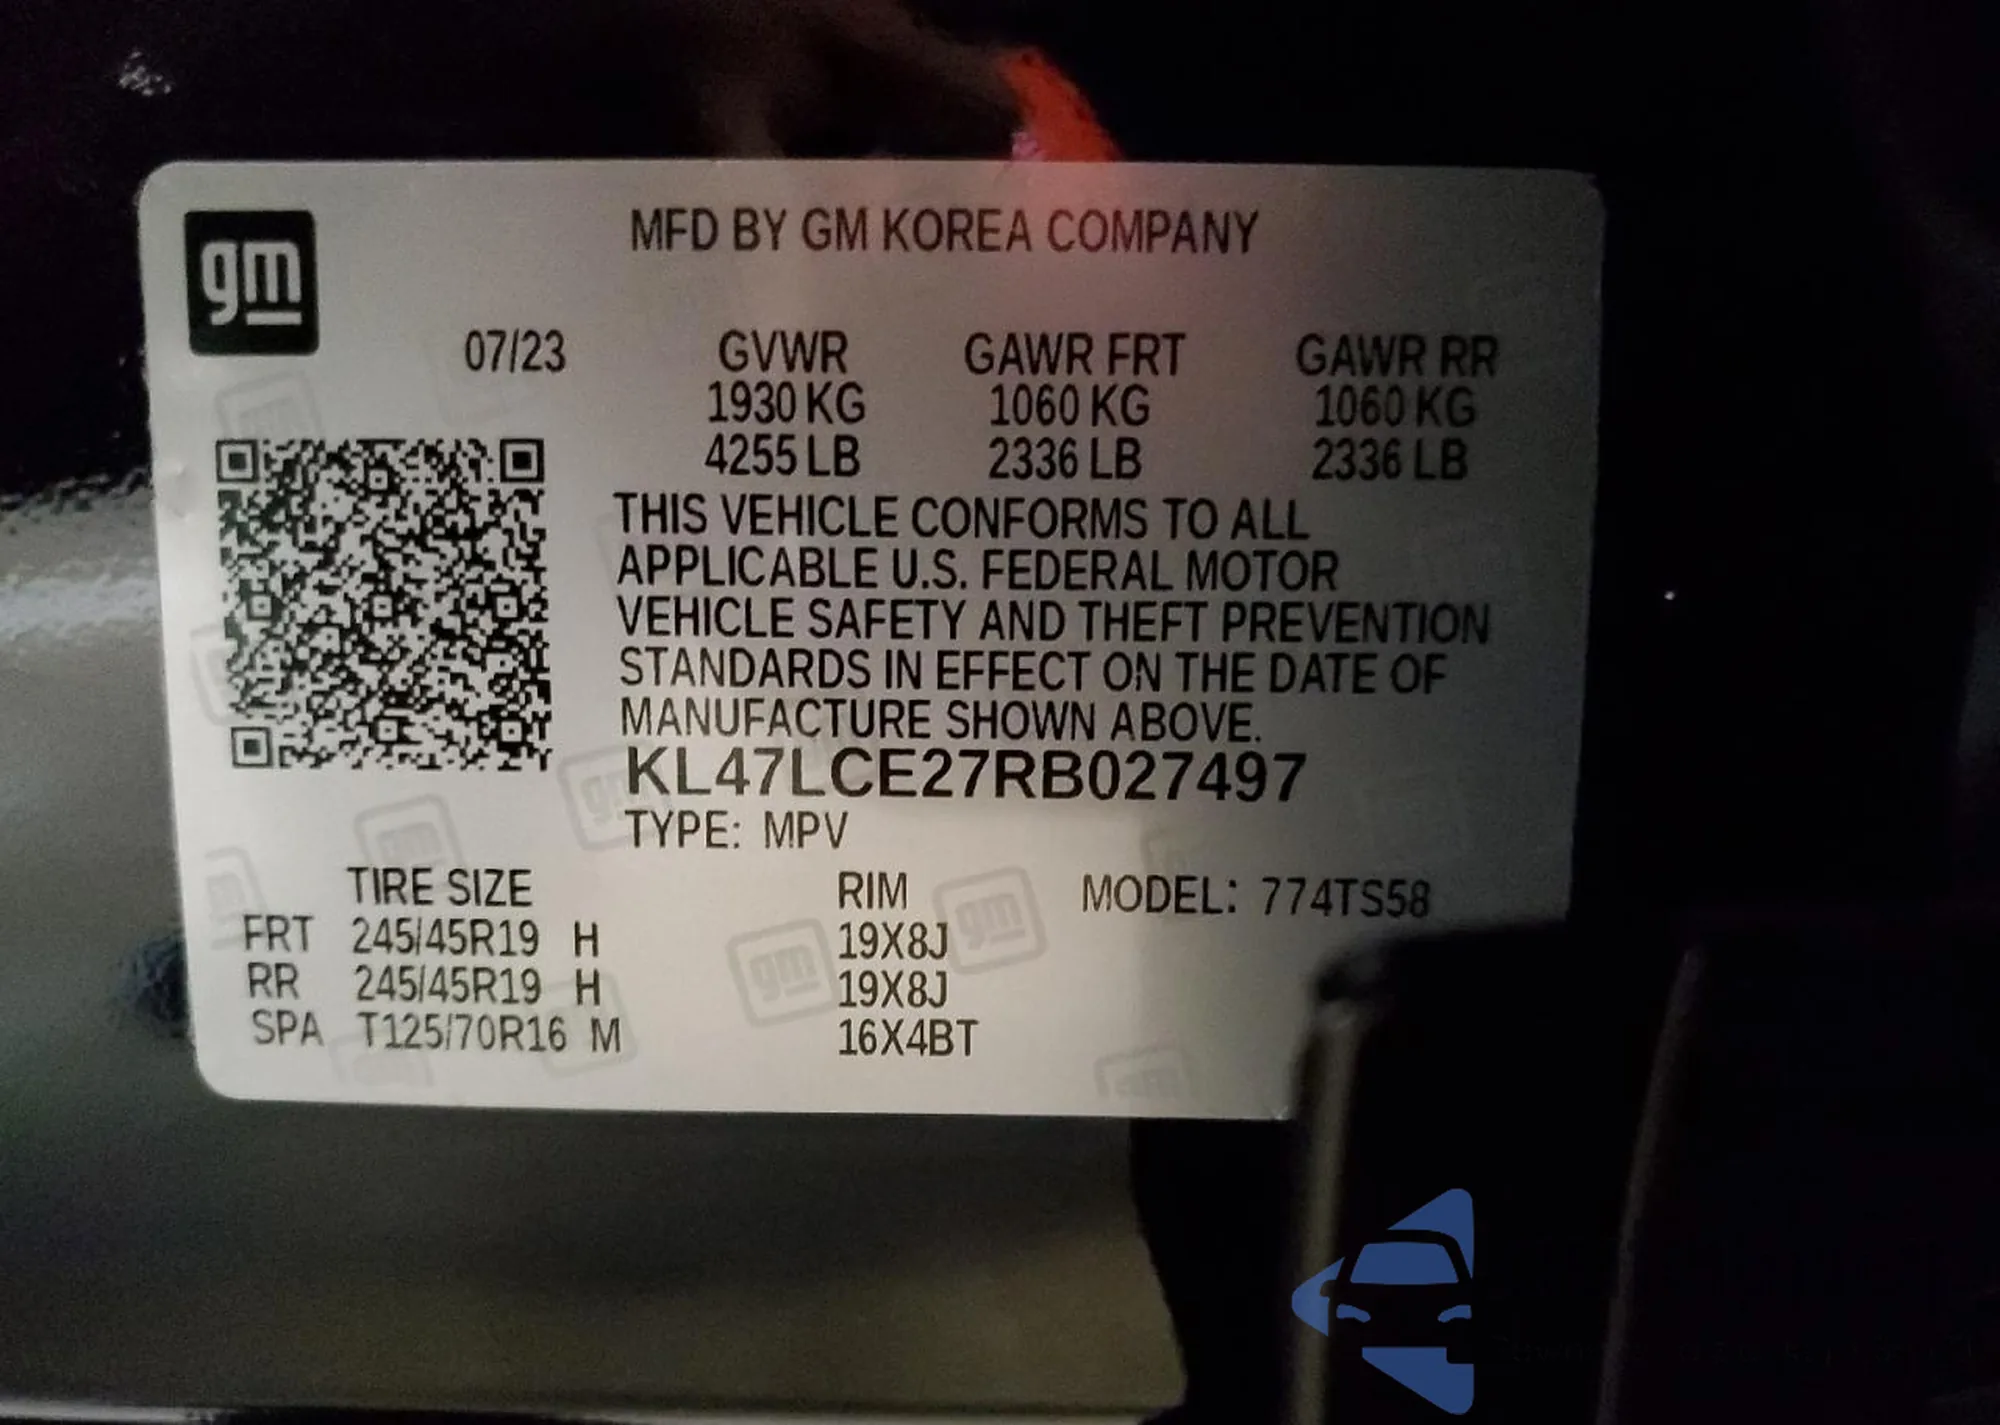 gm
MFD BY GM KOREA COMPANY
07/23 GVWR GAWR FRT GAWR RR
1930 KG 1060 KG 1060 KG
4255 LB 2336 LB 2336 LB
THIS VEHICLE CONFORMS TO ALL
APPLICABLE U.S. FEDERAL MOTOR
VEHICLE SAFETY AND THEFT PREVENTION
STANDARDS IN EFFECT ON THE DATE OF
MANUFACTURE SHOWN ABOVE.
KL47LCE27RB027497
TYPE: MPV
TIRE SIZE RIM MODEL: 774TS58
FRT 245/45R19 H 19X8J
RR 245/45R19 H 19X8J
SPA T125/70R16 M 16X4BT